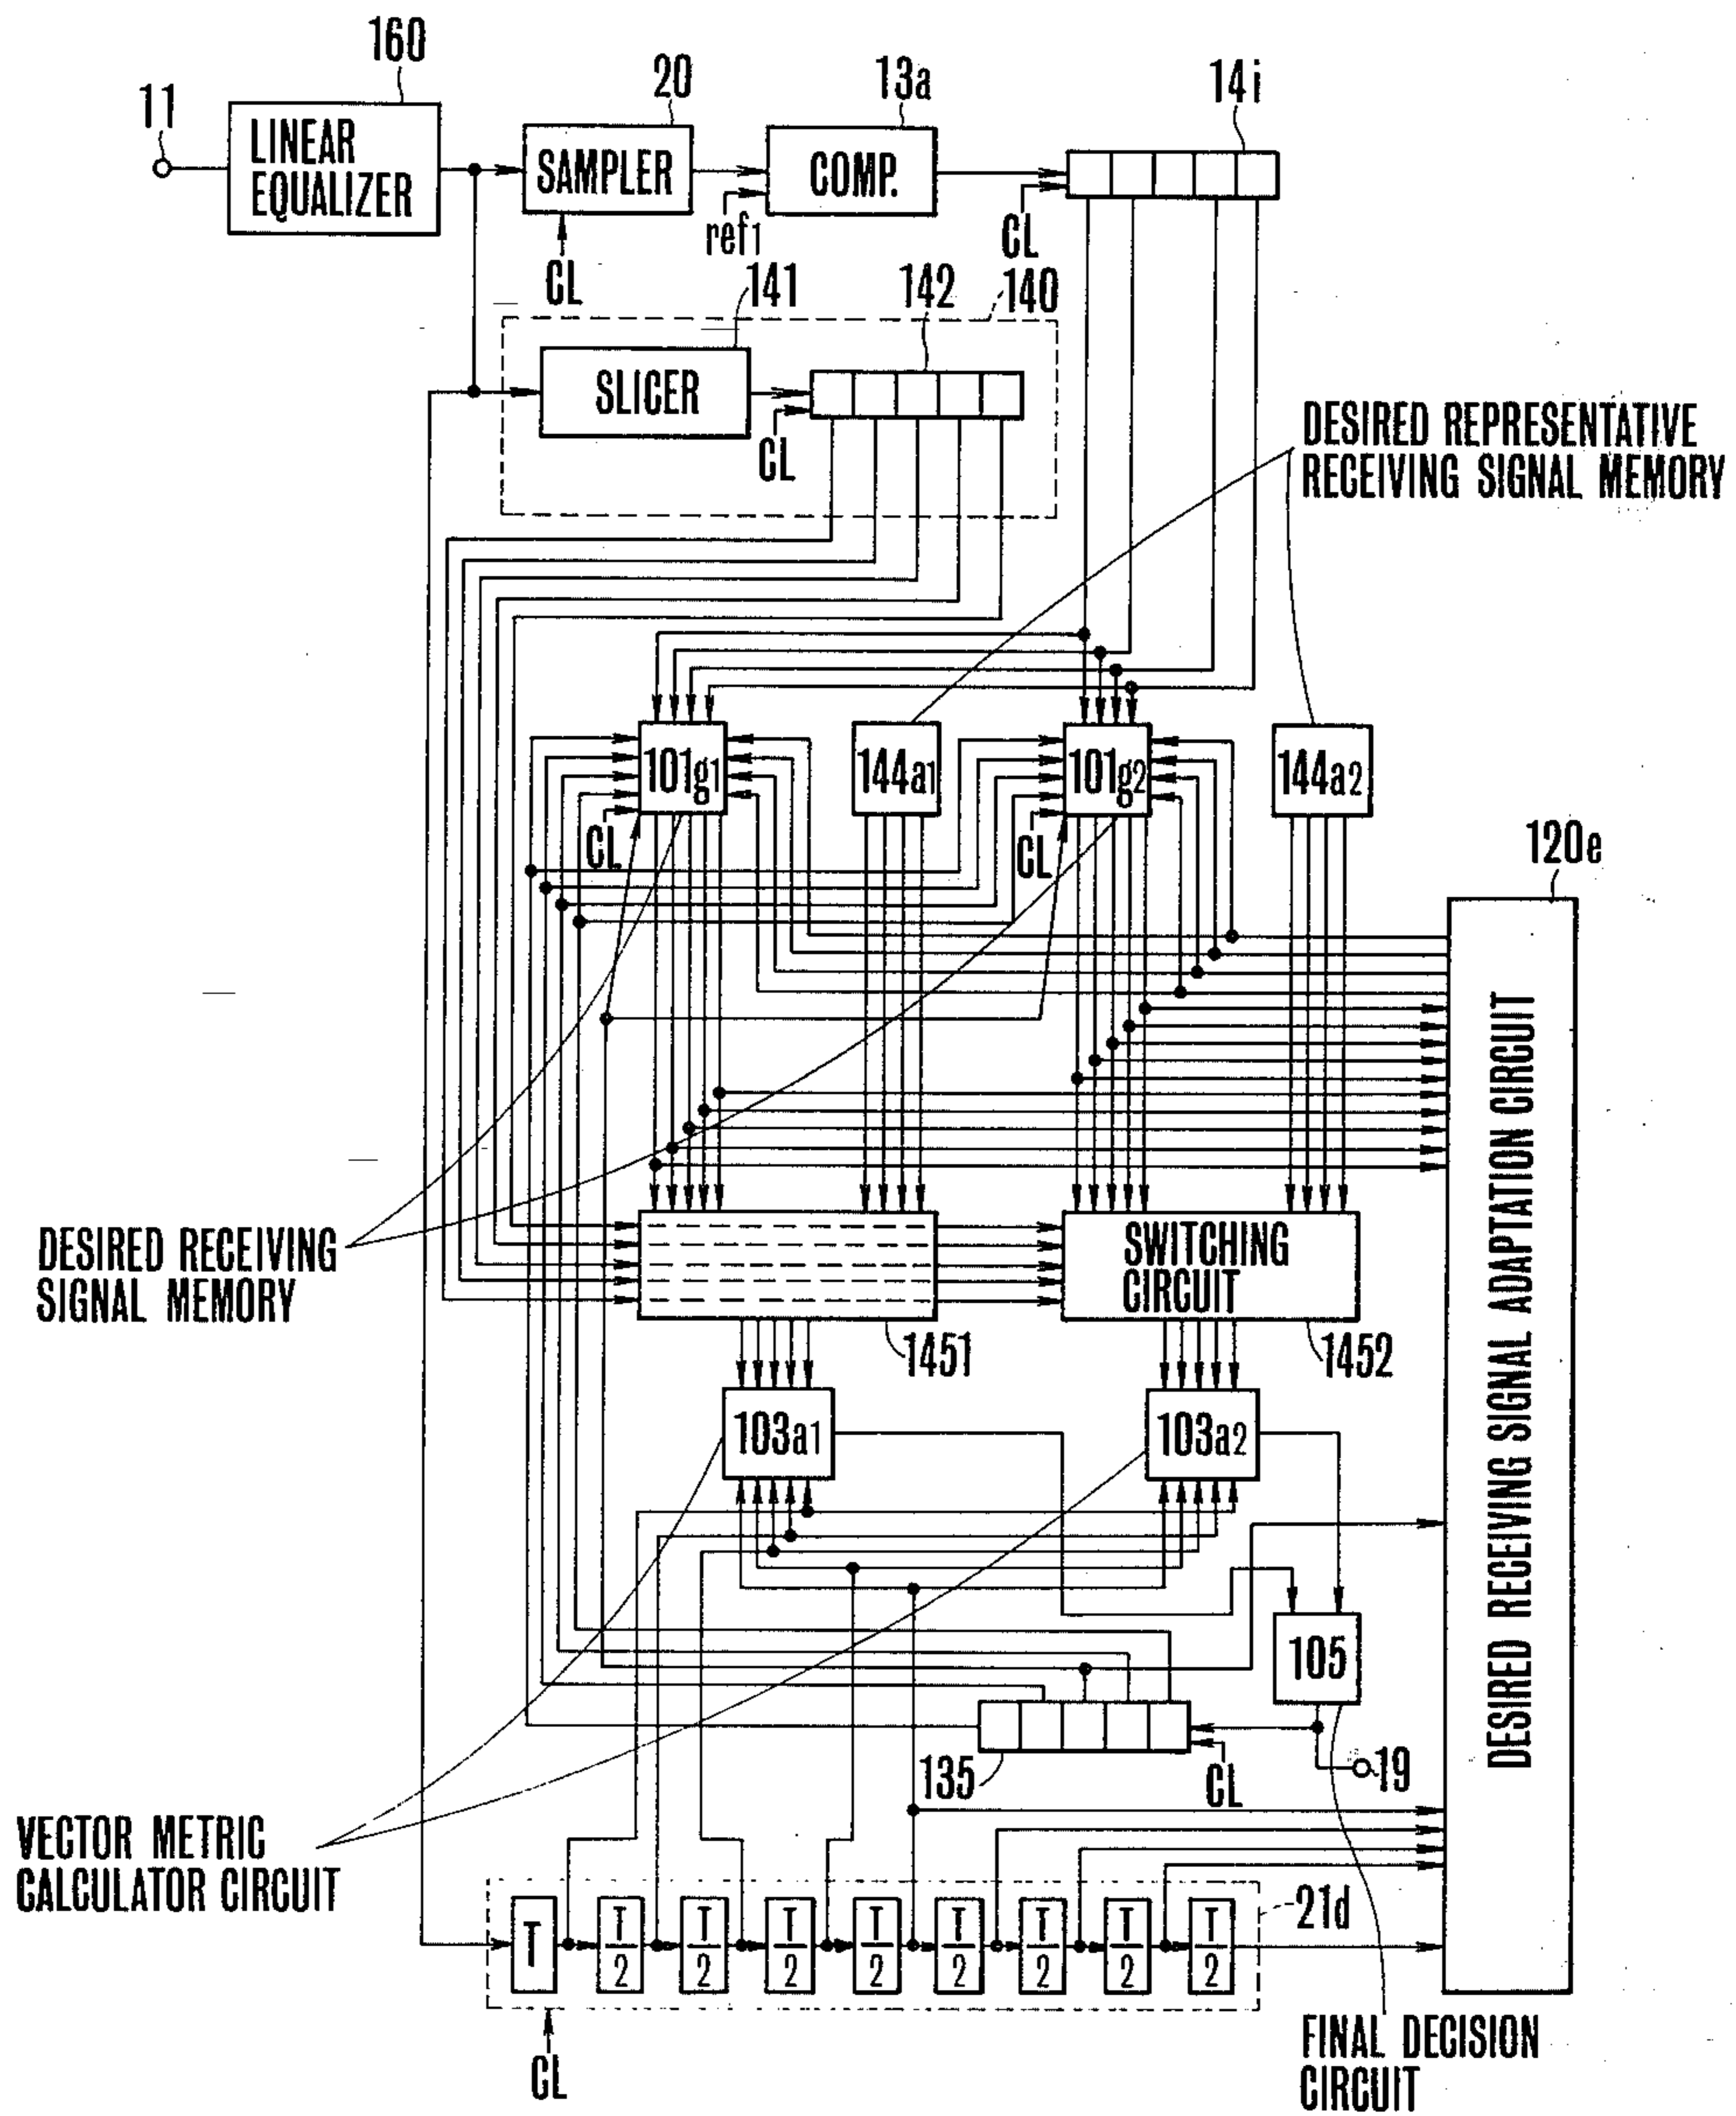 160
11
20
13a
14i
LINEAR
EQUALIZER
SAMPLER
COMP.
ref1
CL
CL
141
142
140
SLICER
CL
DESIRED REPRESENTATIVE
RECEIVING SIGNAL MEMORY
101g1
144a1
101g2
144a2
CL
CL
120e
DESIRED RECEIVING SIGNAL ADAPTATION CIRCUIT
DESIRED RECEIVING
SIGNAL MEMORY
SWITCHING
CIRCUIT
1451
1452
103a1
103a2
105
135
CL
19
VECTOR METRIC
CALCULATOR CIRCUIT
21d
T
T/2
T/2
T/2
T/2
T/2
T/2
T/2
T/2
CL
FINAL DECISION
CIRCUIT